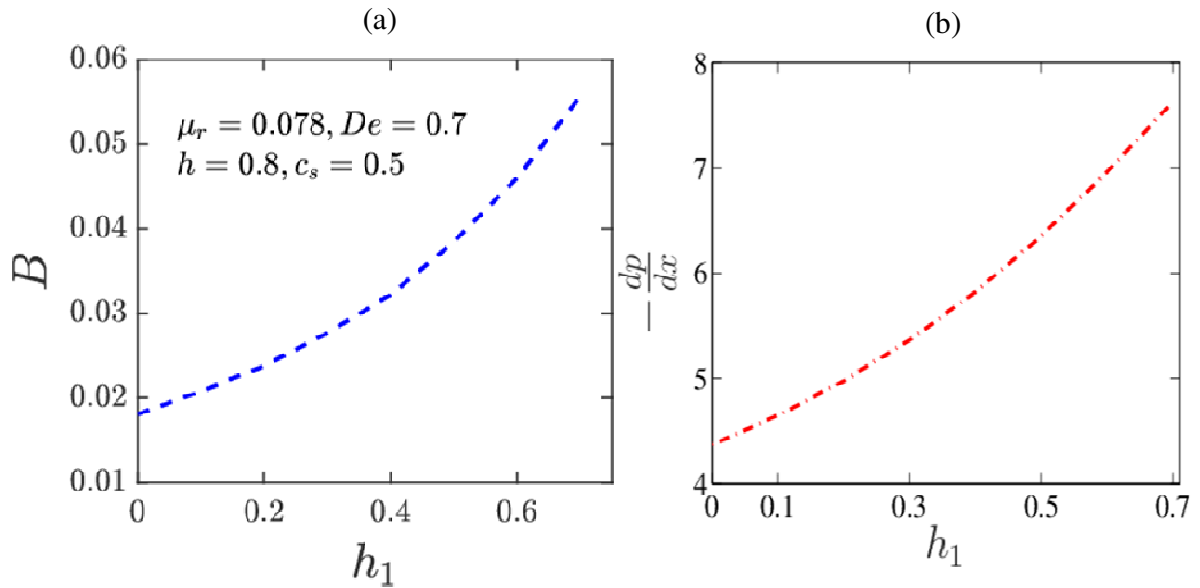 (a)
0.06
0.05
0.04
0.03
0.02
0.01
B
μ_r = 0.078, De = 0.7
h = 0.8, c_s = 0.5
0 0.2 0.4 0.6
h_1
(b)
8
7
6
5
4
-\frac{dp}{dx}
0 0.1 0.3 0.5 0.7
h_1